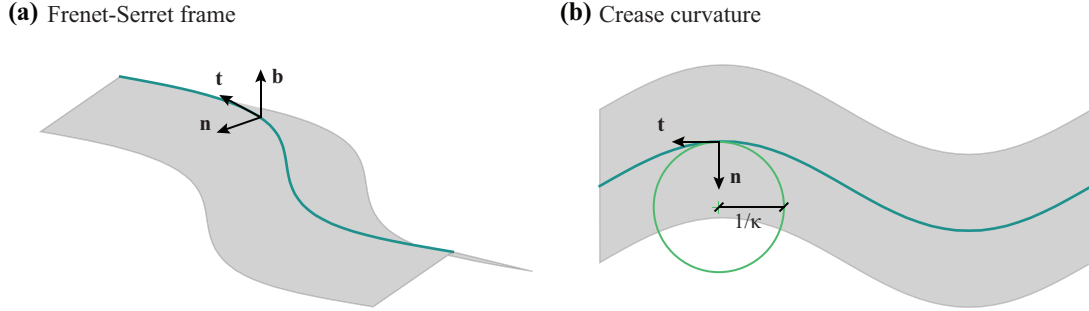 (a) Frenet-Serret frame
t
b
n
(b) Crease curvature
t
n
1/κ